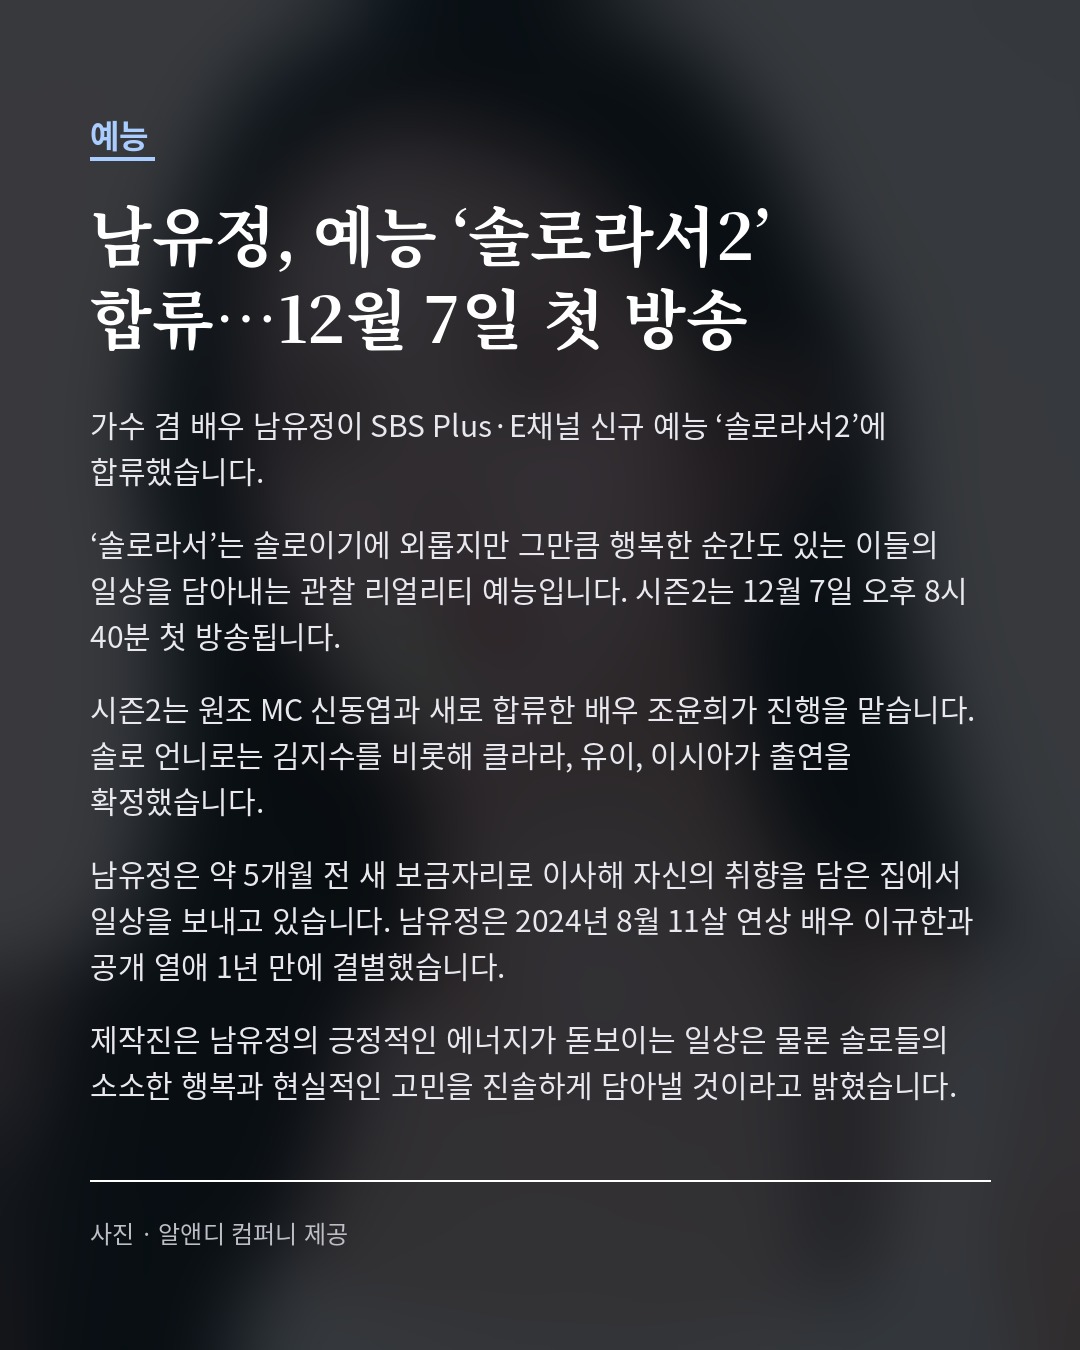 예능
남유정, 예능 ‘솔로라서2’
합류…12월 7일 첫 방송
가수 겸 배우 남유정이 SBS Plus·E채널 신규 예능 ‘솔로라서2’에
합류했습니다.
‘솔로라서’는 솔로이기에 외롭지만 그만큼 행복한 순간도 있는 이들의
일상을 담아내는 관찰 리얼리티 예능입니다. 시즌2는 12월 7일 오후 8시
40분 첫 방송됩니다.
시즌2는 원조 MC 신동엽과 새로 합류한 배우 조윤희가 진행을 맡습니다.
솔로 언니로는 김지수를 비롯해 클라라, 유이, 이시아가 출연을
확정했습니다.
남유정은 약 5개월 전 새 보금자리로 이사해 자신의 취향을 담은 집에서
일상을 보내고 있습니다. 남유정은 2024년 8월 11살 연상 배우 이규한과
공개 열애 1년 만에 결별했습니다.
제작진은 남유정의 긍정적인 에너지가 돋보이는 일상은 물론 솔로들의
소소한 행복과 현실적인 고민을 진솔하게 담아낼 것이라고 밝혔습니다.
사진 · 알앤디 컴퍼니 제공